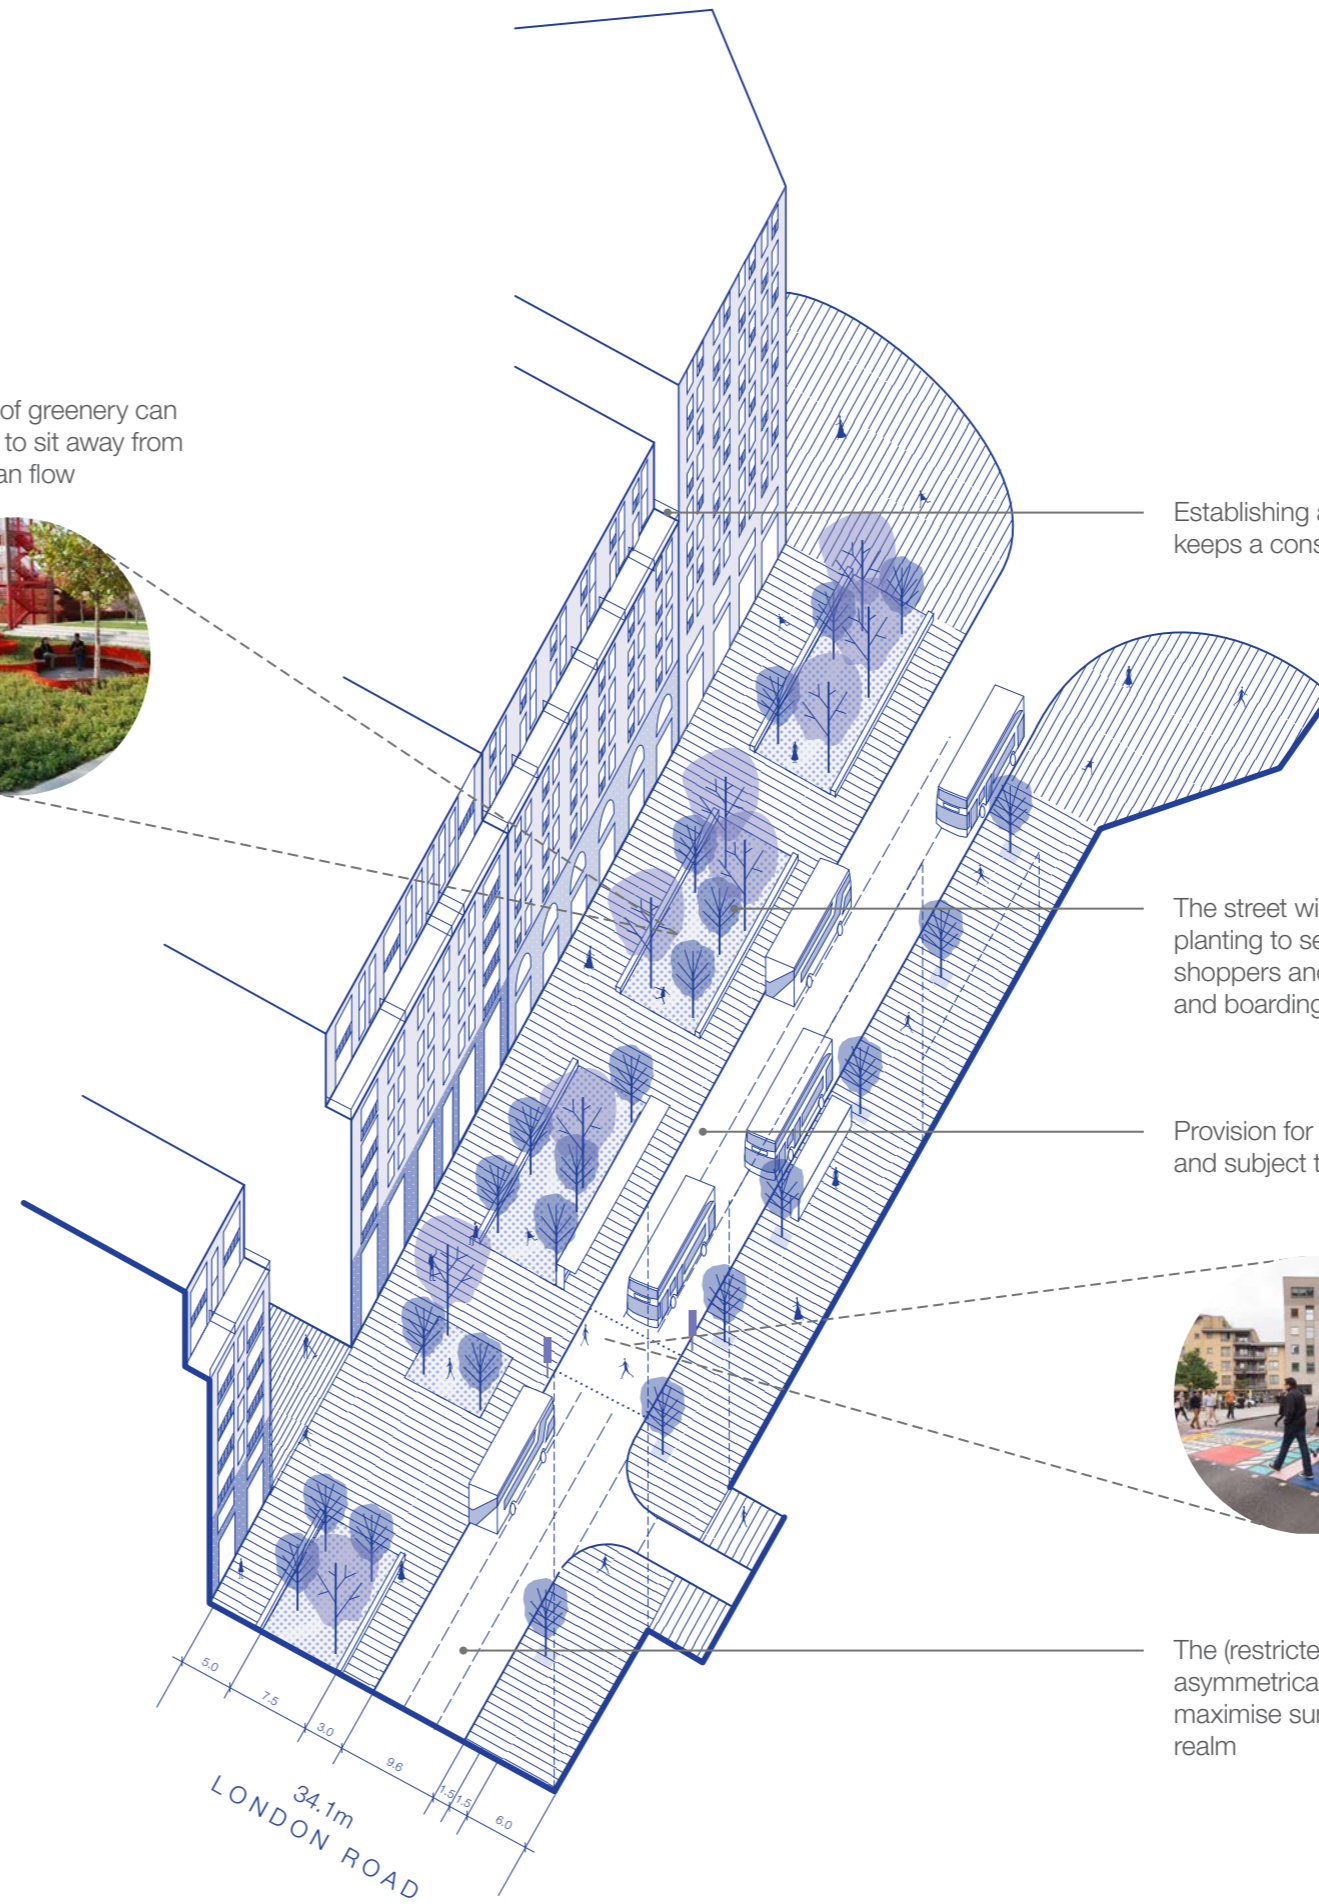 of greenery can
to sit away from
an flow
Establishing a
keeps a cons
The street wi
planting to se
shoppers and
and boarding
Provision for
and subject t
The (restricte
asymmetrica
maximise sun
realm
5.0
7.5
3.0
9.6
1.5
1.5
6.0
34.1m
LONDON ROAD